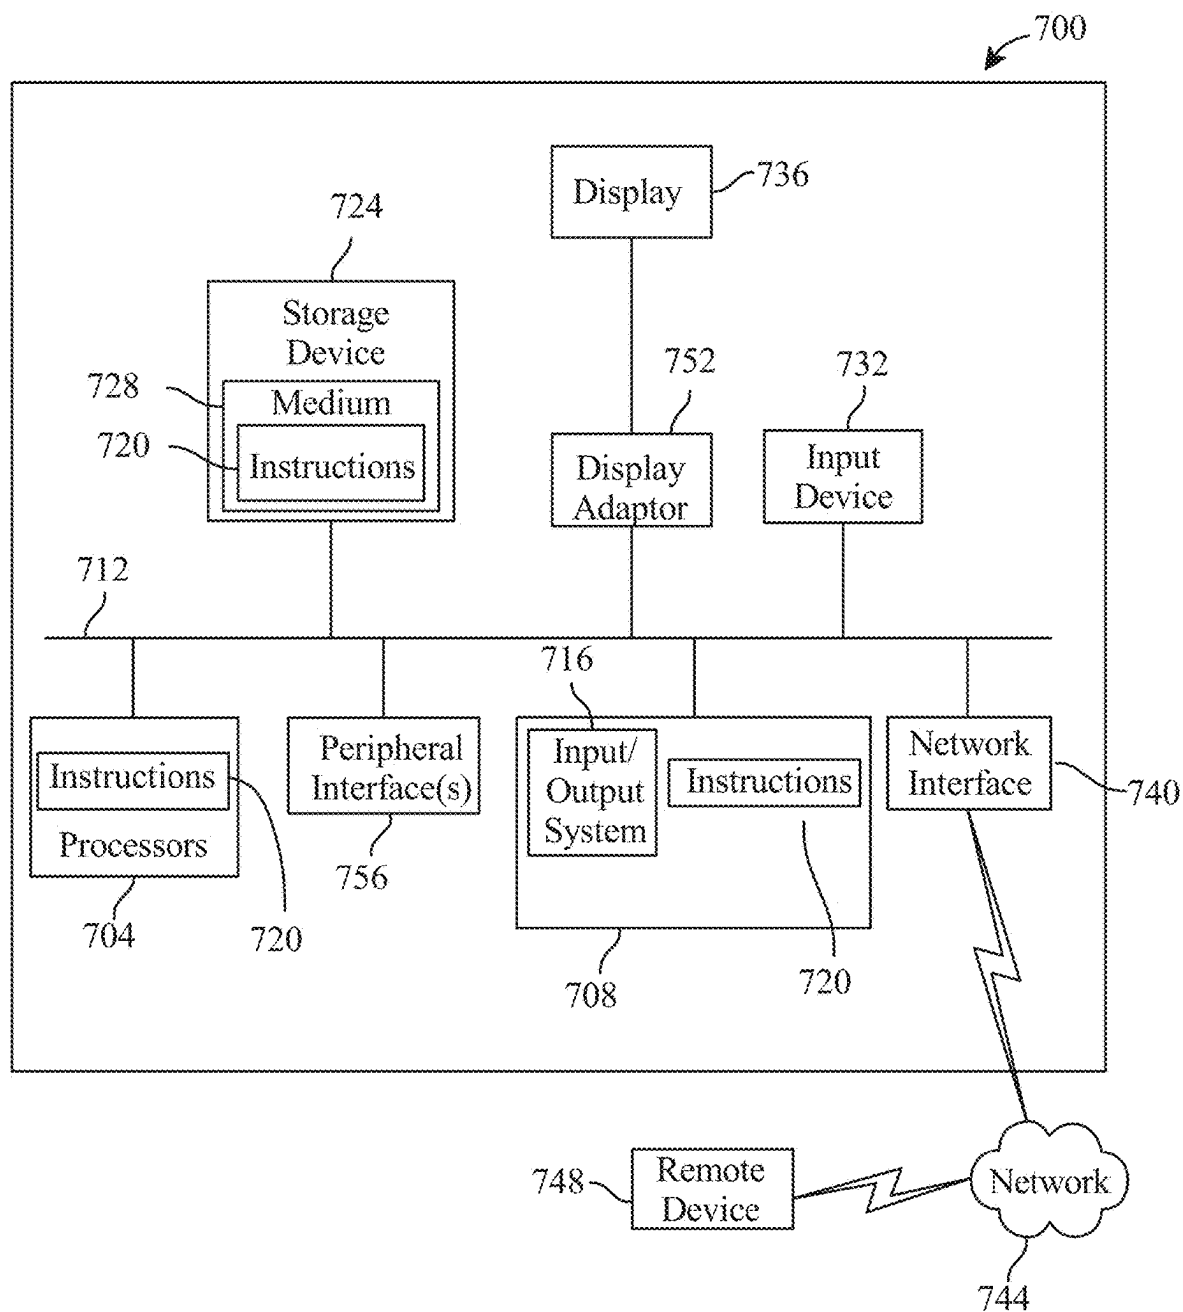 700
Display
736
724
Storage
Device
728
Medium
720
Instructions
752
Display
Adaptor
732
Input
Device
712
716
Instructions
Processors
704
720
Peripheral
Interface(s)
756
Input/
Output
System
Instructions
708
720
Network
Interface
740
748
Remote
Device
Network
744